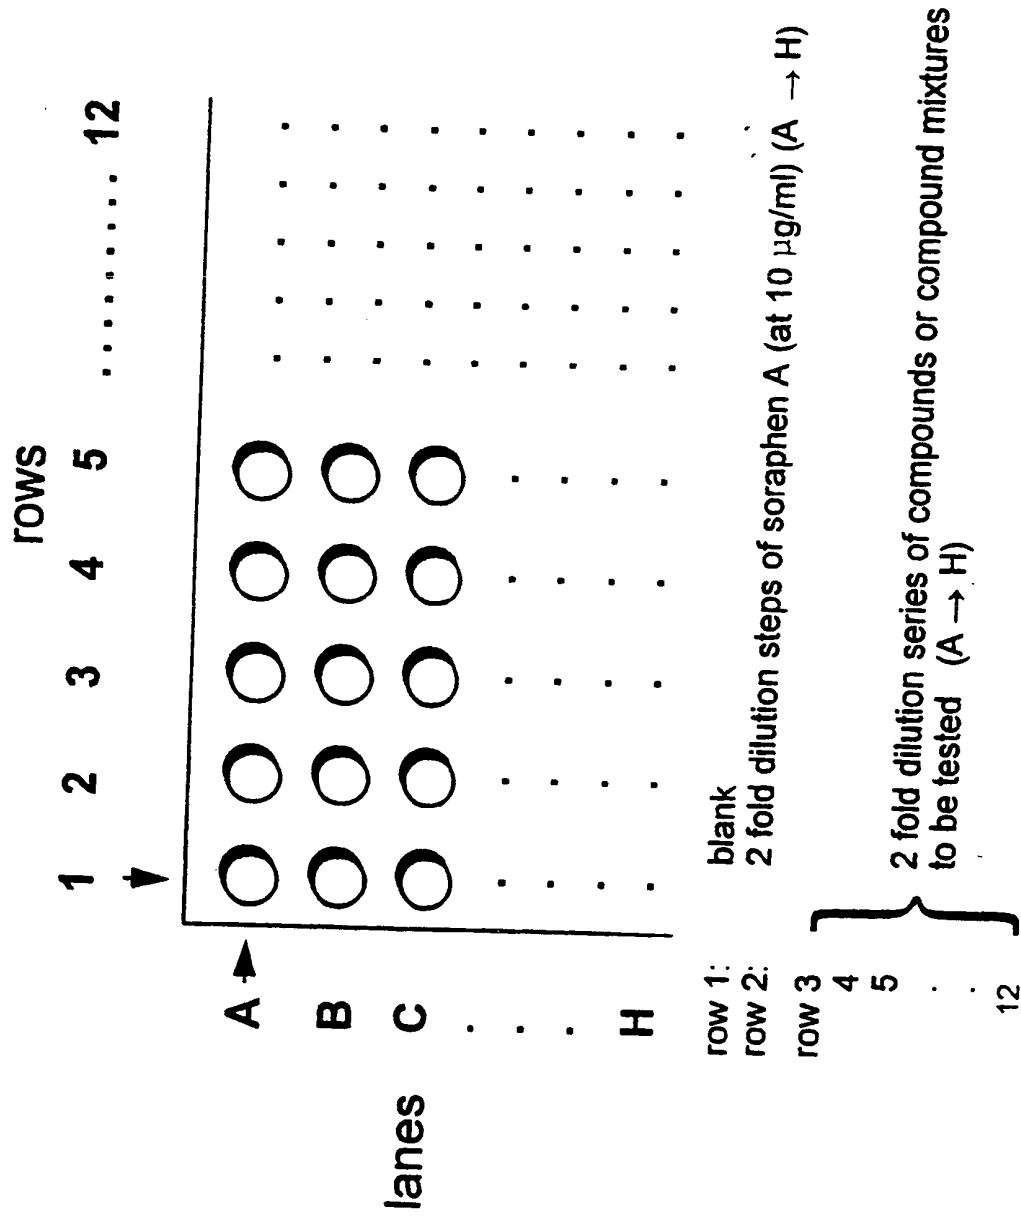 rows
1 2 3 4 5 ........ 12
lanes
A
B
C
.
.
.
H
row 1: blank
row 2: 2 fold dilution steps of soraphen A (at 10 µg/ml) (A → H)
row 3
4
5
.
.
12
2 fold dilution series of compounds or compound mixtures
to be tested (A → H)